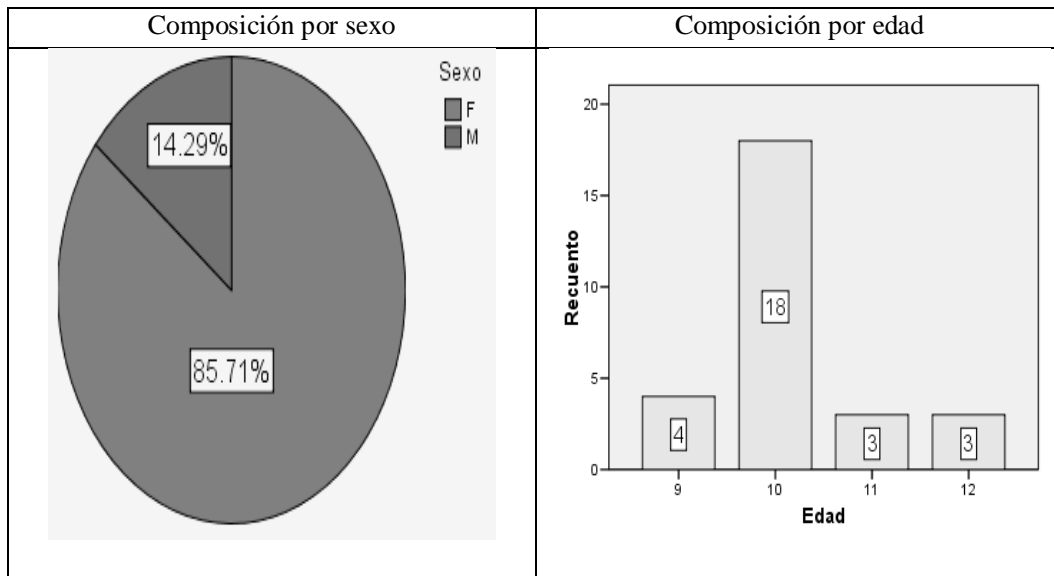 Composición por sexo
Composición por edad
Sexo
F
M
14.29%
85.71%
Recuento
20
15
10
5
0
4
18
3
3
9
10
11
12
Edad